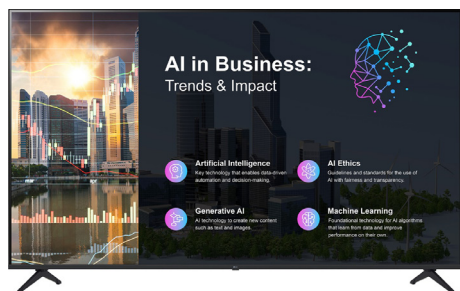 AI in Business:
Trends & Impact
Artificial Intelligence
Key technology that enables data-driven
automation and decision-making.
AI Ethics
Guidelines and standards for the use of
AI with fairness and transparency.
Generative AI
AI technology to create new content
such as text and images.
Machine Learning
Foundational technology for AI algorithms
that learn from data and improve
performance on their own.